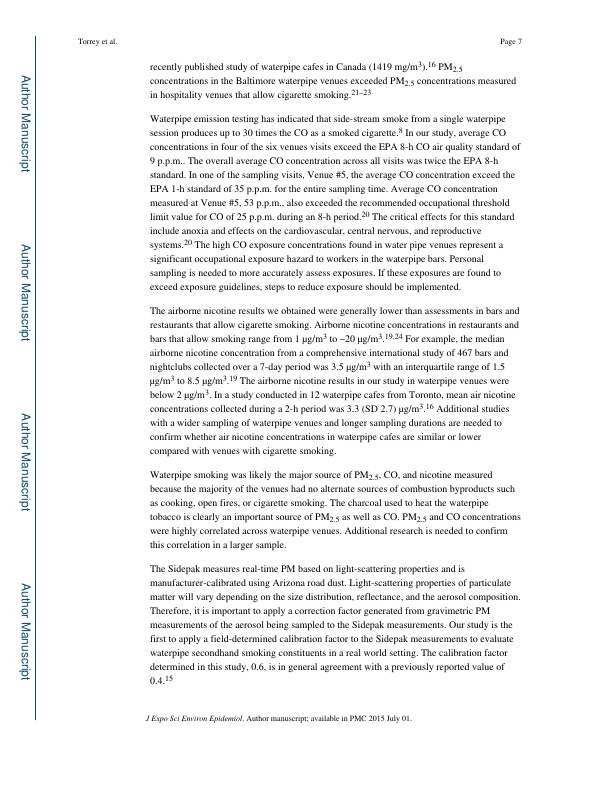 Torrey et al.
Page 7
recently published study of waterpipe cafes in Canada (1419 mg/m3).16 PM2.5
concentrations in the Baltimore waterpipe venues exceeded PM2.5 concentrations measured
in hospitality venues that allow cigarette smoking.21–23
Waterpipe emission testing has indicated that side-stream smoke from a single waterpipe
session produces up to 30 times the CO as a smoked cigarette.8 In our study, average CO
concentrations in four of the six venues visits exceed the EPA 8-h CO air quality standard of
9 p.p.m.. The overall average CO concentration across all visits was twice the EPA 8-h
standard. In one of the sampling visits, Venue #5, the average CO concentration exceed the
EPA 1-h standard of 35 p.p.m. for the entire sampling time. Average CO concentration
measured at Venue #5, 53 p.p.m., also exceeded the recommended occupational threshold
limit value for CO of 25 p.p.m. during an 8-h period.20 The critical effects for this standard
include anoxia and effects on the cardiovascular, central nervous, and reproductive
systems.20 The high CO exposure concentrations found in water pipe venues represent a
significant occupational exposure hazard to workers in the waterpipe bars. Personal
sampling is needed to more accurately assess exposures. If these exposures are found to
exceed exposure guidelines, steps to reduce exposure should be implemented.
The airborne nicotine results we obtained were generally lower than assessments in bars and
restaurants that allow cigarette smoking. Airborne nicotine concentrations in restaurants and
bars that allow smoking range from 1 μg/m3 to ~20 μg/m3.19,24 For example, the median
airborne nicotine concentration from a comprehensive international study of 467 bars and
nightclubs collected over a 7-day period was 3.5 μg/m3 with an interquartile range of 1.5
μg/m3 to 8.5 μg/m3.19 The airborne nicotine results in our study in waterpipe venues were
below 2 μg/m3. In a study conducted in 12 waterpipe cafes from Toronto, mean air nicotine
concentrations collected during a 2-h period was 3.3 (SD 2.7) μg/m3.16 Additional studies
with a wider sampling of waterpipe venues and longer sampling durations are needed to
confirm whether air nicotine concentrations in waterpipe cafes are similar or lower
compared with venues with cigarette smoking.
Waterpipe smoking was likely the major source of PM2.5, CO, and nicotine measured
because the majority of the venues had no alternate sources of combustion byproducts such
as cooking, open fires, or cigarette smoking. The charcoal used to heat the waterpipe
tobacco is clearly an important source of PM2.5 as well as CO. PM2.5 and CO concentrations
were highly correlated across waterpipe venues. Additional research is needed to confirm
this correlation in a larger sample.
The Sidepak measures real-time PM based on light-scattering properties and is
manufacturer-calibrated using Arizona road dust. Light-scattering properties of particulate
matter will vary depending on the size distribution, reflectance, and the aerosol composition.
Therefore, it is important to apply a correction factor generated from gravimetric PM
measurements of the aerosol being sampled to the Sidepak measurements. Our study is the
first to apply a field-determined calibration factor to the Sidepak measurements to evaluate
waterpipe secondhand smoking constituents in a real world setting. The calibration factor
determined in this study, 0.6, is in general agreement with a previously reported value of
0.4.15
J Expo Sci Environ Epidemiol. Author manuscript; available in PMC 2015 July 01.
Author Manuscript
Author Manuscript
Author Manuscript
Author Manuscript